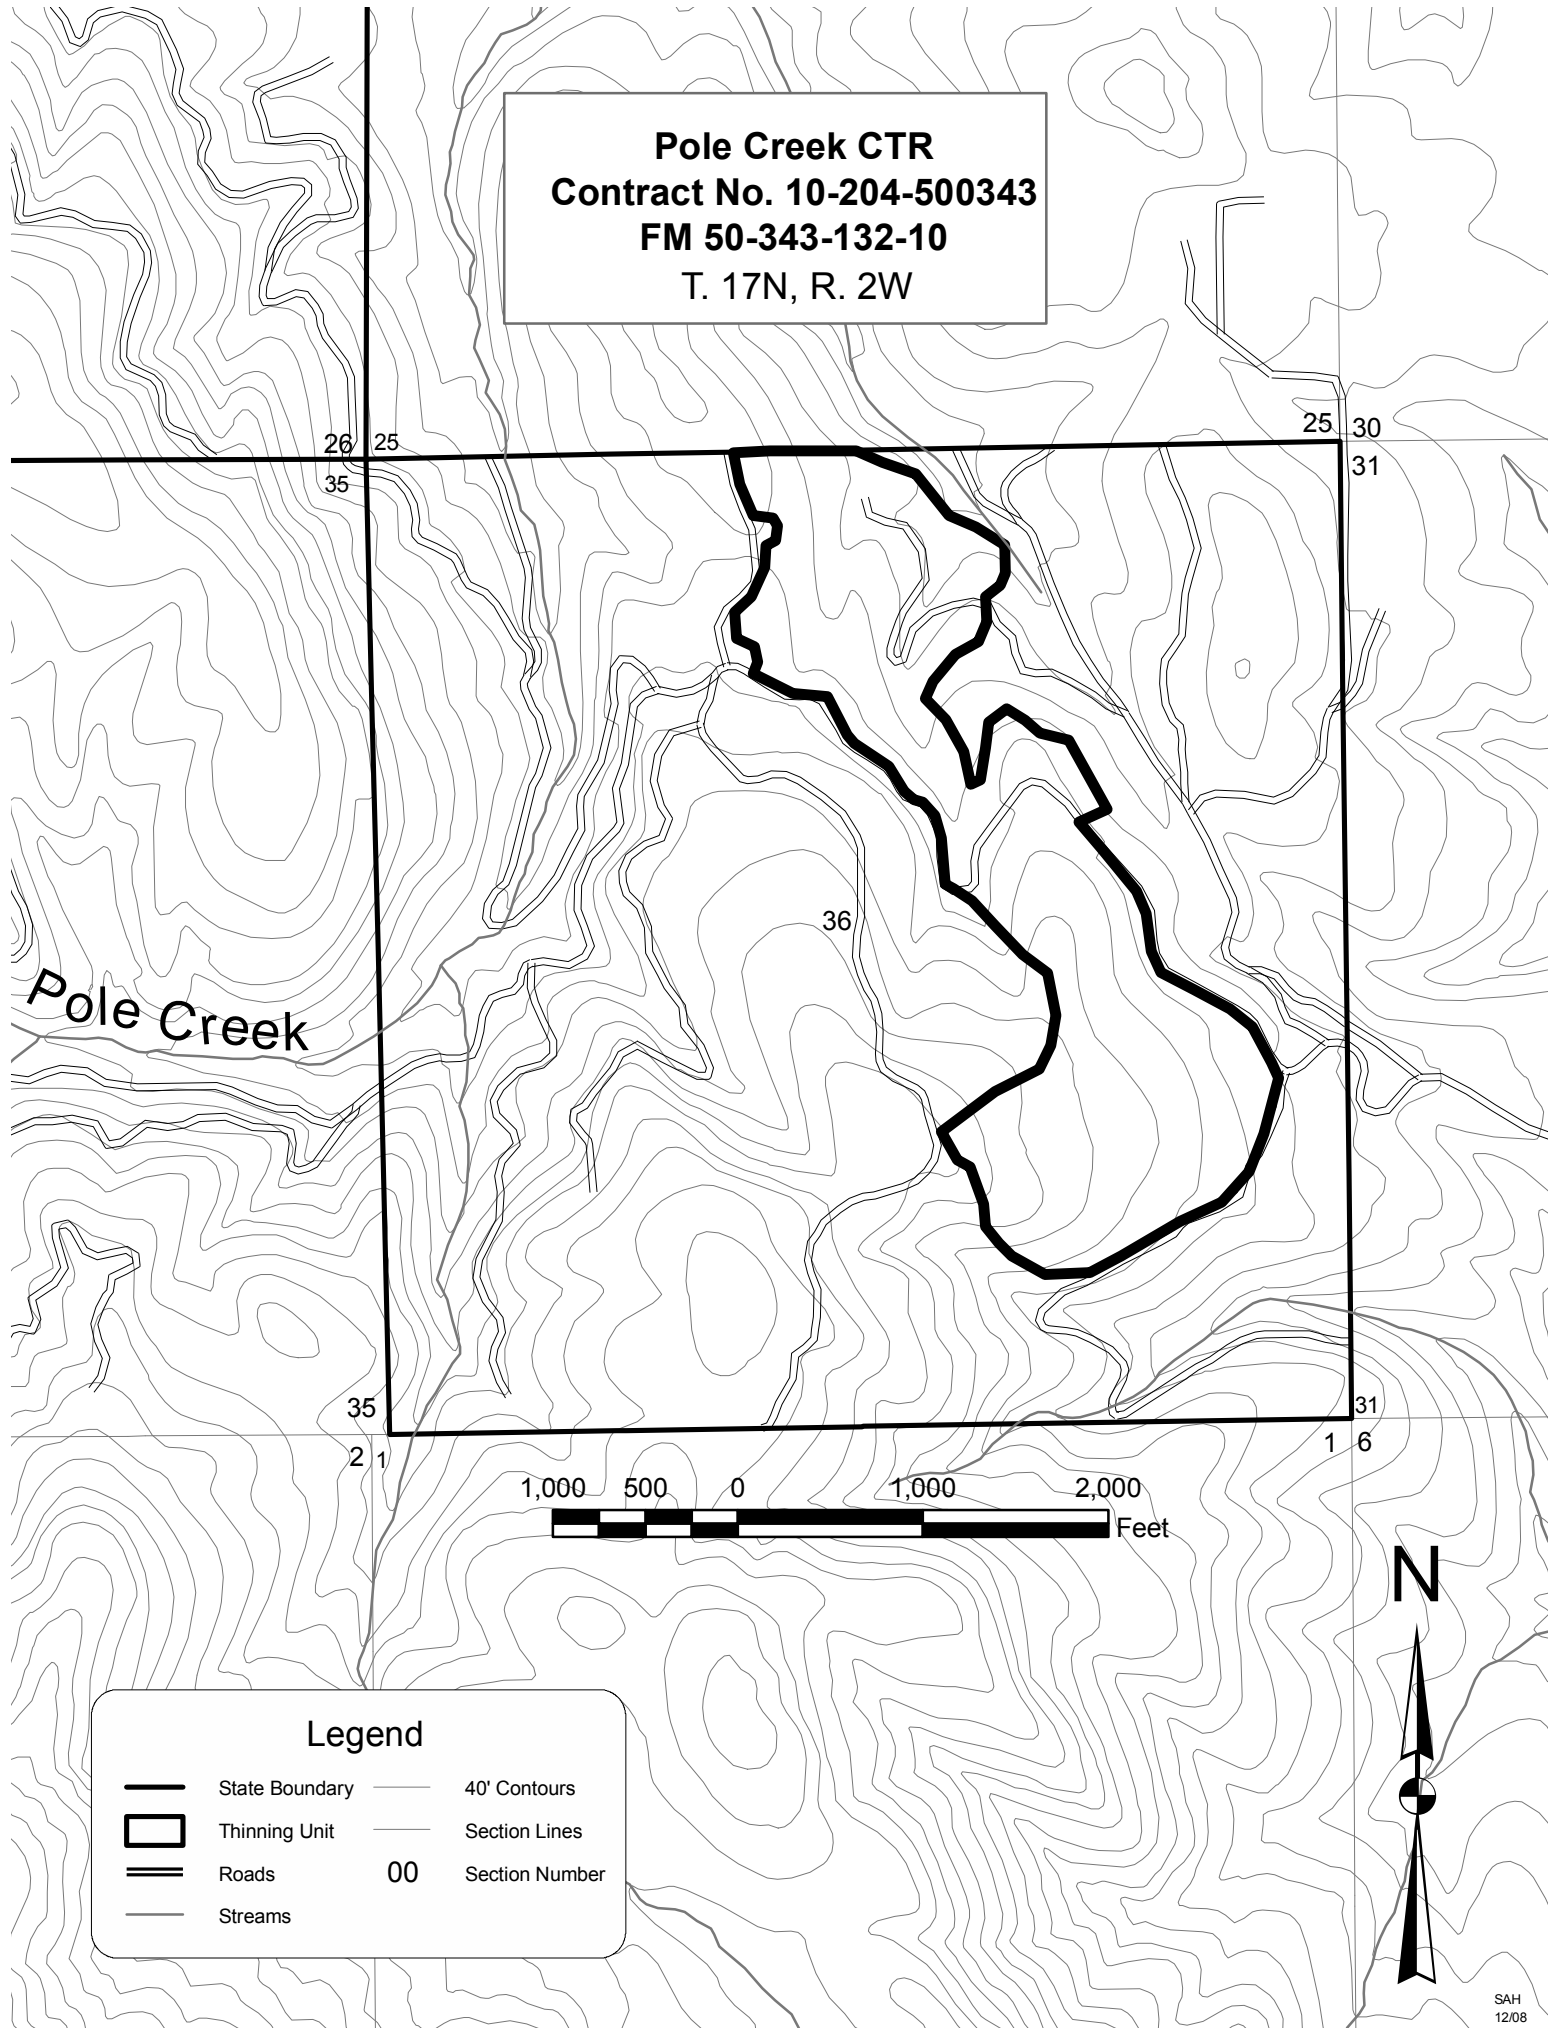 Pole Creek CTR
Contract No. 10-204-500343
FM 50-343-132-10
T. 17N, R. 2W
26 25
35
25 30
31
36
Pole Creek
35
2 1
31
1 6
1,000 500 0 1,000 2,000
Feet
N
Legend
State Boundary 40' Contours
Thinning Unit Section Lines
Roads 00 Section Number
Streams
SAH
12/08